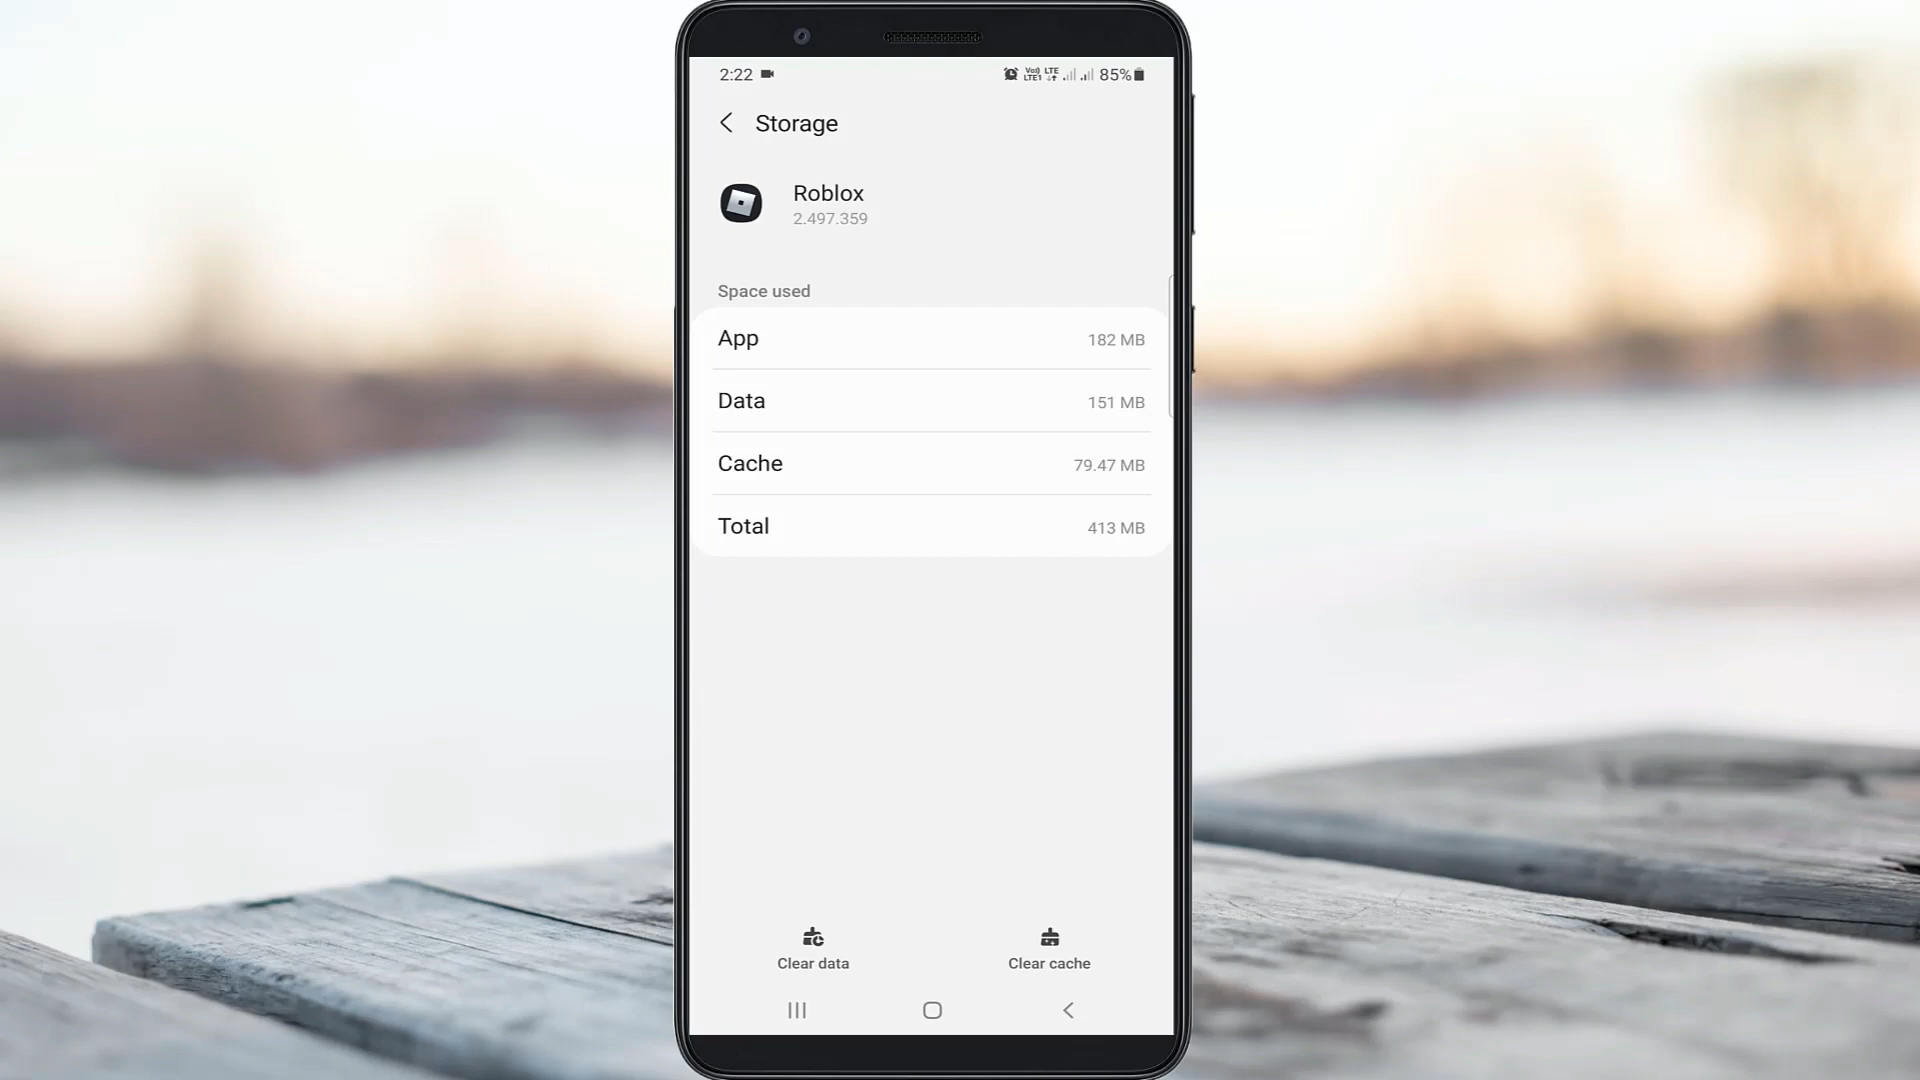 2:22 85%
Storage
Roblox
2.497.359
Space used
App 182 MB
Data 151 MB
Cache 79.47 MB
Total 413 MB
Clear data Clear cache